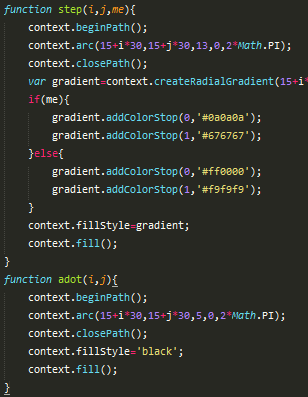 function step(i,j,me){
context.beginPath();
context.arc(15+i*30,15+j*30,13,0,2*Math.PI);
context.closePath();
var gradient=context.createRadialGradient(15+i*
if(me){
gradient.addColorStop(0,'#0a0a0a');
gradient.addColorStop(1,'#676767');
}else{
gradient.addColorStop(0,'#ff0000');
gradient.addColorStop(1,'#f9f9f9');
}
context.fillStyle=gradient;
context.fill();
}
function adot(i,j){
context.beginPath();
context.arc(15+i*30,15+j*30,5,0,2*Math.PI);
context.closePath();
context.fillStyle='black';
context.fill();
}